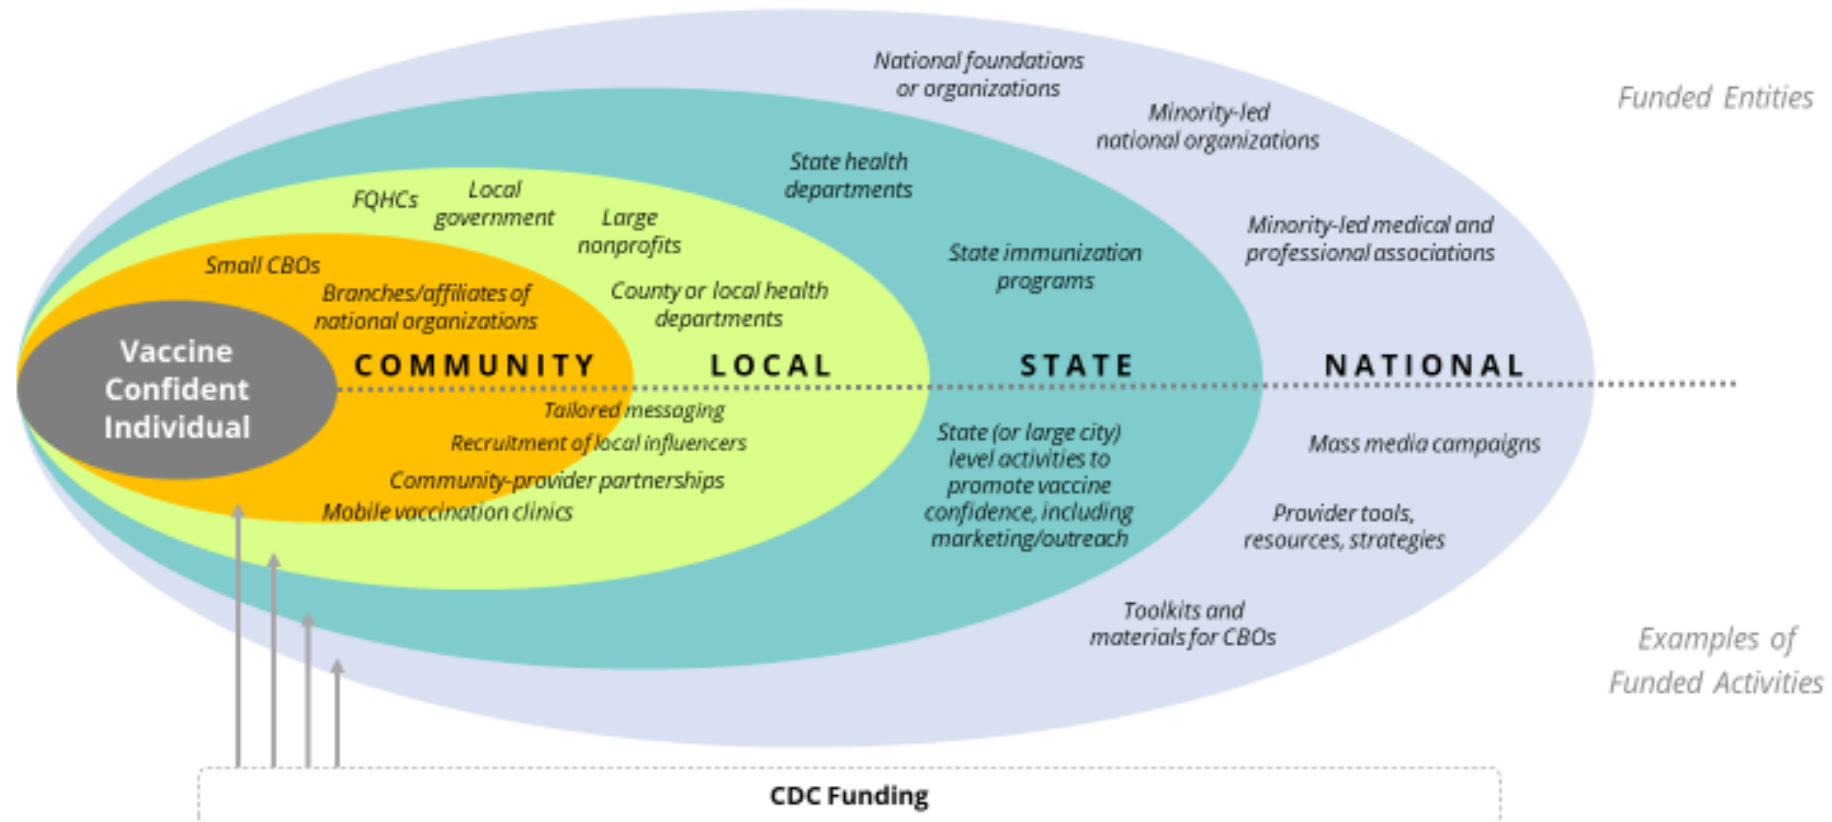 National foundations
or organizations
Funded Entities
Minority-led
national organizations
State health
departments
FQHCs
Local
government
Large
nonprofits
Minority-led medical and
professional associations
State immunization
programs
Small CBOs
Branches/affiliates of
national organizations
County or local health
departments
Vaccine
Confident
Individual
COMMUNITY
LOCAL
STATE
NATIONAL
Tailored messaging
Recruitment of local influencers
Community-provider partnerships
Mobile vaccination clinics
State (or large city)
level activities to
promote vaccine
confidence, including
marketing/outreach
Mass media campaigns
Provider tools,
resources, strategies
Toolkits and
materials for CBOs
Examples of
Funded Activities
CDC Funding